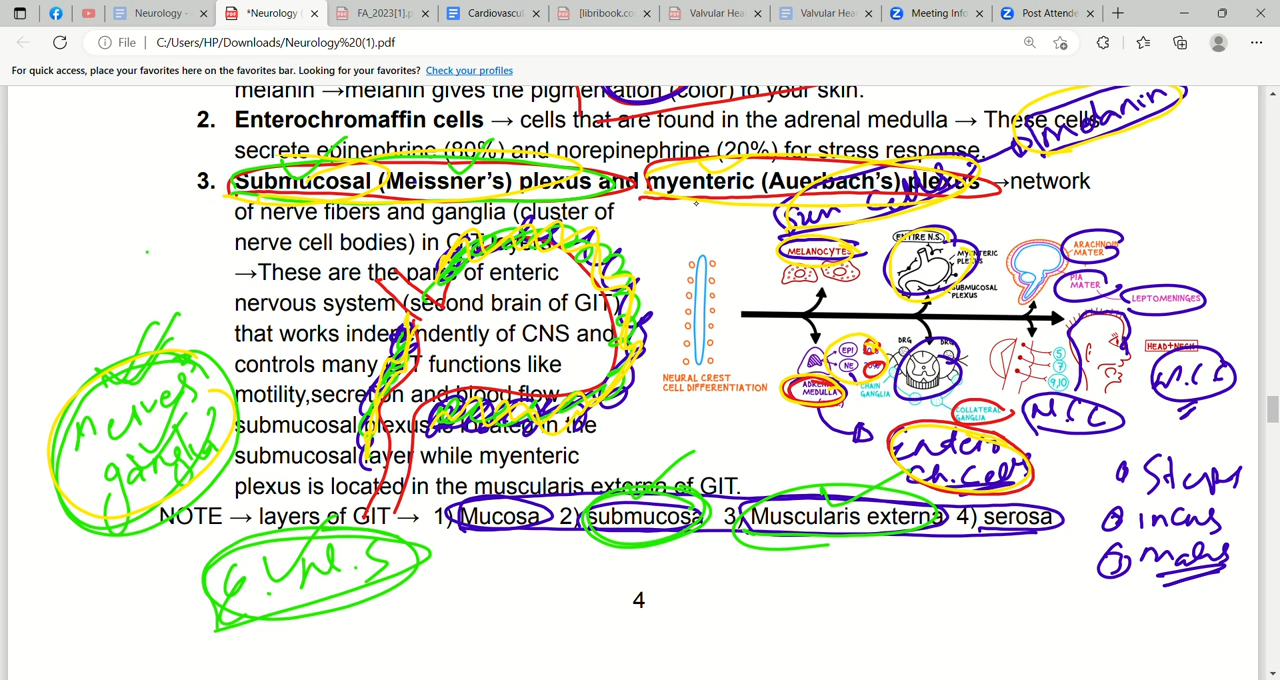 Neurology -
*Neurology (
FA_2023[1].p
Cardiovascul
[libribook.co
Valvular Hea
Valvular Hea
Meeting Info
Post Attende
File C:/Users/HP/Downloads/Neurology%20(1).pdf
For quick access, place your favorites here on the favorites bar. Looking for your favorites? Check your profiles
melanin →melanin gives the pigmentation (color) to your skin.
2. Enterochromaffin cells → cells that are found in the adrenal medulla → These cells
secrete epinephrine (80%) and norepinephrine (20%) for stress response.
3. Submucosal (Meissner's) plexus and myenteric (Auerbach's) plexus →network
of nerve fibers and ganglia (cluster of
nerve cell bodies) in GIT layers
→These are the part of enteric
nervous system (second brain of GIT)
that works independently of CNS and
controls many GIT functions like
motility,secretion and blood flow
submucosal plexus is located in the
submucosal layer while myenteric
plexus is located in the muscularis externa of GIT.
NOTE → layers of GIT → 1) Mucosa 2) submucosa 3) Muscularis externa 4) serosa
4
melanin
MELANOCYTES
ENTIRE N.S.
MYENTERIC
PLEXUS
SUBMUCOSAL
PLEXUS
ARACHNOID
MATER
PIA
MATER
LEPTOMENINGES
NEURAL CREST
CELL DIFFERENTIATION
EPI
NE
ADRENAL
MEDULLA
CHAIN
GANGLIA
DRG
DRG
COLLATERAL
GANGLIA
5
7
9,10
HEAD+NECK
N.C.C
Entero
Ch.Cells
nerves
ganglia
incus